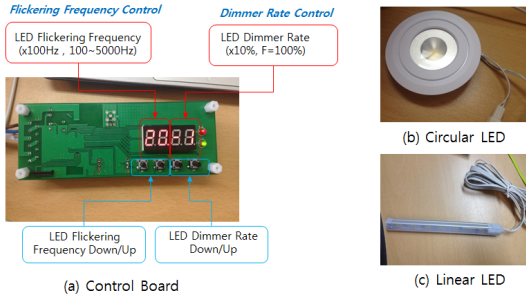 Flickering Frequency Control
Dimmer Rate Control
LED Flickering Frequency
(x100Hz , 100~5000Hz)
LED Dimmer Rate
(x10%, F=100%)
LED Flickering
Frequency Down/Up
LED Dimmer Rate
Down/Up
(a) Control Board
(b) Circular LED
(c) Linear LED